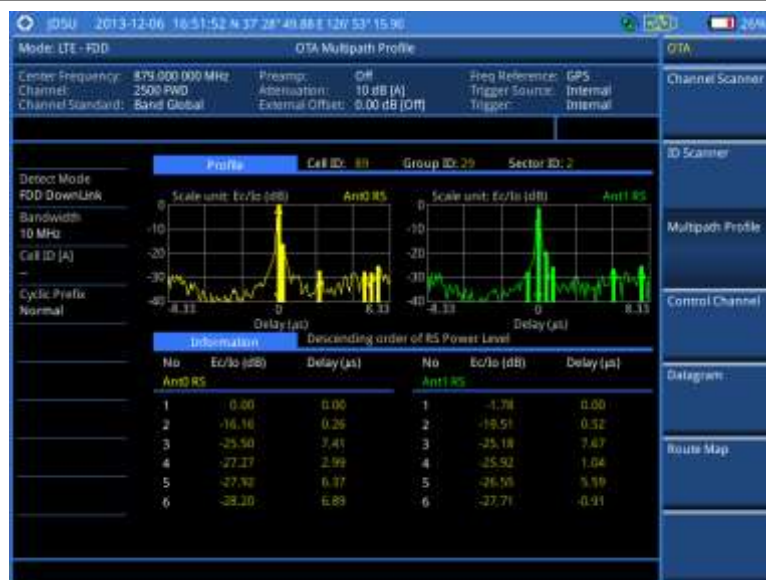 JDSU 2013-12-06 16:51:52 N 37° 28' 49.88 E 126° 53' 15.90 26%
Mode: LTE - FDD OTA Multipath Profile OTA
Center Frequency: 879.000 000 MHz Preamp: Off Freq Reference: GPS
Channel: 2500 FWD Attenuation: 10 dB [A] Trigger Source: Internal
Channel Standard: Band Global External Offset: 0.00 dB [Off] Trigger: Internal
Channel Scanner
ID Scanner
Multipath Profile
Control Channel
Datagram
Route Map
Detect Mode
FDD DownLink
Bandwidth
10 MHz
Cell ID [A]
--
Cyclic Prefix
Normal
Profile Cell ID: 89 Group ID: 29 Sector ID: 2
Scale unit: Ec/Io (dB) Ant0 RS
0
-10
-20
-30
-40
-8.33 0 8.33
Delay (µs)
Scale unit: Ec/Io (dB) Ant1 RS
0
-10
-20
-30
-40
-8.33 0 8.33
Delay (µs)
Information Descending order of RS Power Level
No Ec/Io (dB) Delay (µs) No Ec/Io (dB) Delay (µs)
Ant0 RS Ant1 RS
1 0.00 0.00 1 -1.78 0.00
2 -16.16 0.26 2 -19.51 0.52
3 -25.50 7.41 3 -25.18 7.67
4 -27.27 2.99 4 -25.92 1.04
5 -27.92 6.37 5 -26.55 5.59
6 -28.20 6.89 6 -27.71 -0.91